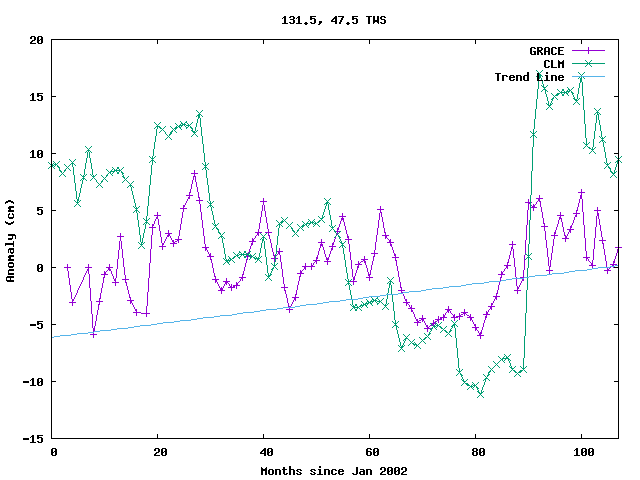 131.5, 47.5 TWS
GRACE
CLM
Trend Line
20
15
10
5
0
-5
-10
-15
Anomaly (cm)
0 20 40 60 80 100
Months since Jan 2002